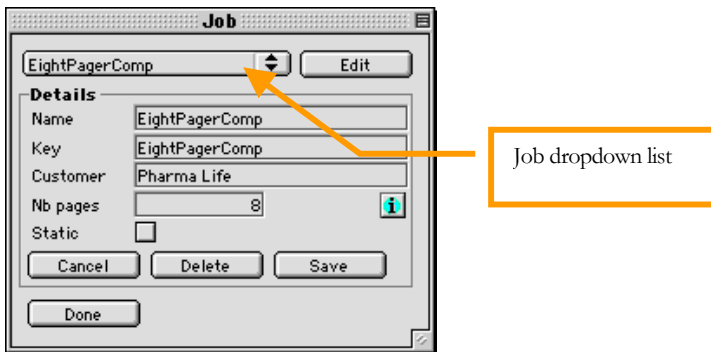 Job
EightPagerComp Edit
Details
Name EightPagerComp
Key EightPagerComp
Customer Pharma Life
Nb pages 8 i
Static
Cancel Delete Save
Done
Job dropdown list